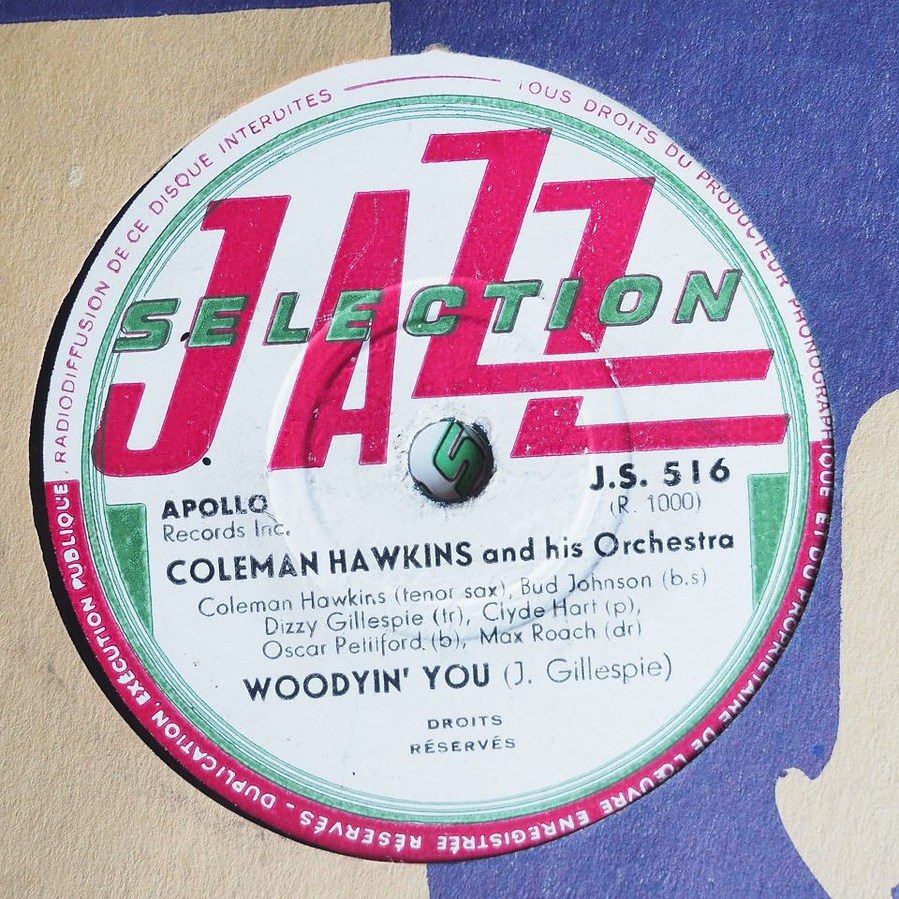 TOUS DROITS DU PRODUCTEUR PHONOGRAPHIQUE ET DU PROPRIÉTAIRE DE L'ŒUVRE ENREGISTRÉE RÉSERVÉS - DUPLICATION, EXÉCUTION PUBLIQUE, RADIODIFFUSION DE CE DISQUE INTERDITES
JAZZ
SELECTION
S
J.S. 516
(R. 1000)
APOLLO
Records Inc.
COLEMAN HAWKINS and his Orchestra
Coleman Hawkins (tenor sax), Bud Johnson (b.s)
Dizzy Gillespie (tr), Clyde Hart (p),
Oscar Petiiford (b), Max Roach (dr)
WOODYIN' YOU (J. Gillespie)
DROITS
RÉSERVÉS